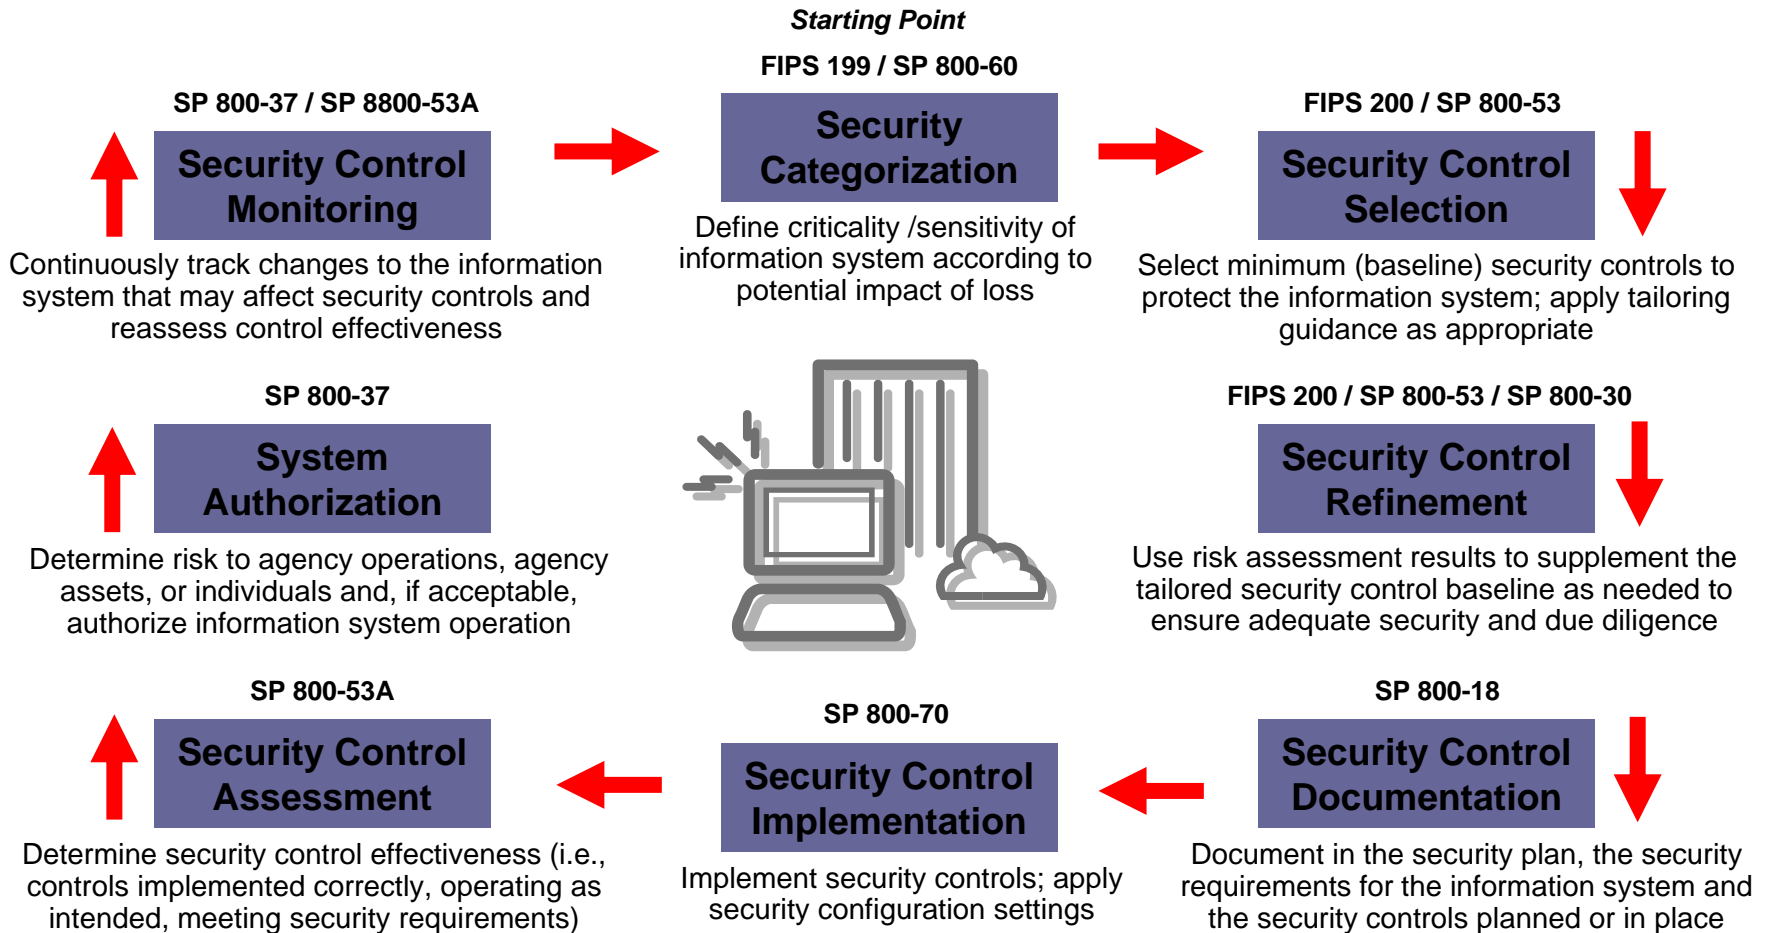 Starting Point
FIPS 199 / SP 800-60
Security
Categorization
Define criticality /sensitivity of
information system according to
potential impact of loss
FIPS 200 / SP 800-53
Security Control
Selection
Select minimum (baseline) security controls to
protect the information system; apply tailoring
guidance as appropriate
FIPS 200 / SP 800-53 / SP 800-30
Security Control
Refinement
Use risk assessment results to supplement the
tailored security control baseline as needed to
ensure adequate security and due diligence
SP 800-18
Security Control
Documentation
Document in the security plan, the security
requirements for the information system and
the security controls planned or in place
SP 800-70
Security Control
Implementation
Implement security controls; apply
security configuration settings
SP 800-53A
Security Control
Assessment
Determine security control effectiveness (i.e.,
controls implemented correctly, operating as
intended, meeting security requirements)
SP 800-37
System
Authorization
Determine risk to agency operations, agency
assets, or individuals and, if acceptable,
authorize information system operation
SP 800-37 / SP 8800-53A
Security Control
Monitoring
Continuously track changes to the information
system that may affect security controls and
reassess control effectiveness